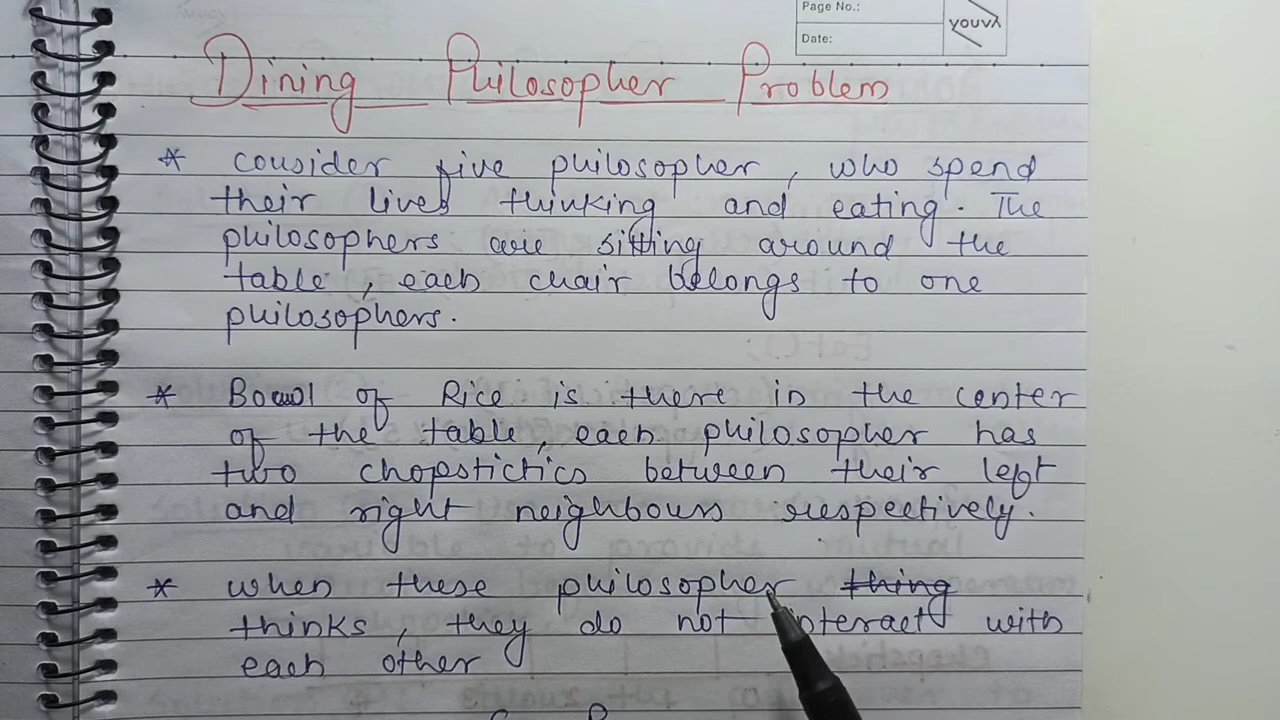 Page No.:
Date:
youva
Dining Philosopher Problem
* consider five philosopher, who spend
their lives thinking and eating. The
philosophers are sitting around the
table, each chair belongs to one
philosophers.
* Bowl of Rice is there in the center
of the table, each philosopher has
two chopstictics between their left
and right neighbours respectively.
* when these philosopher thing
thinks, they do not interact with
each other